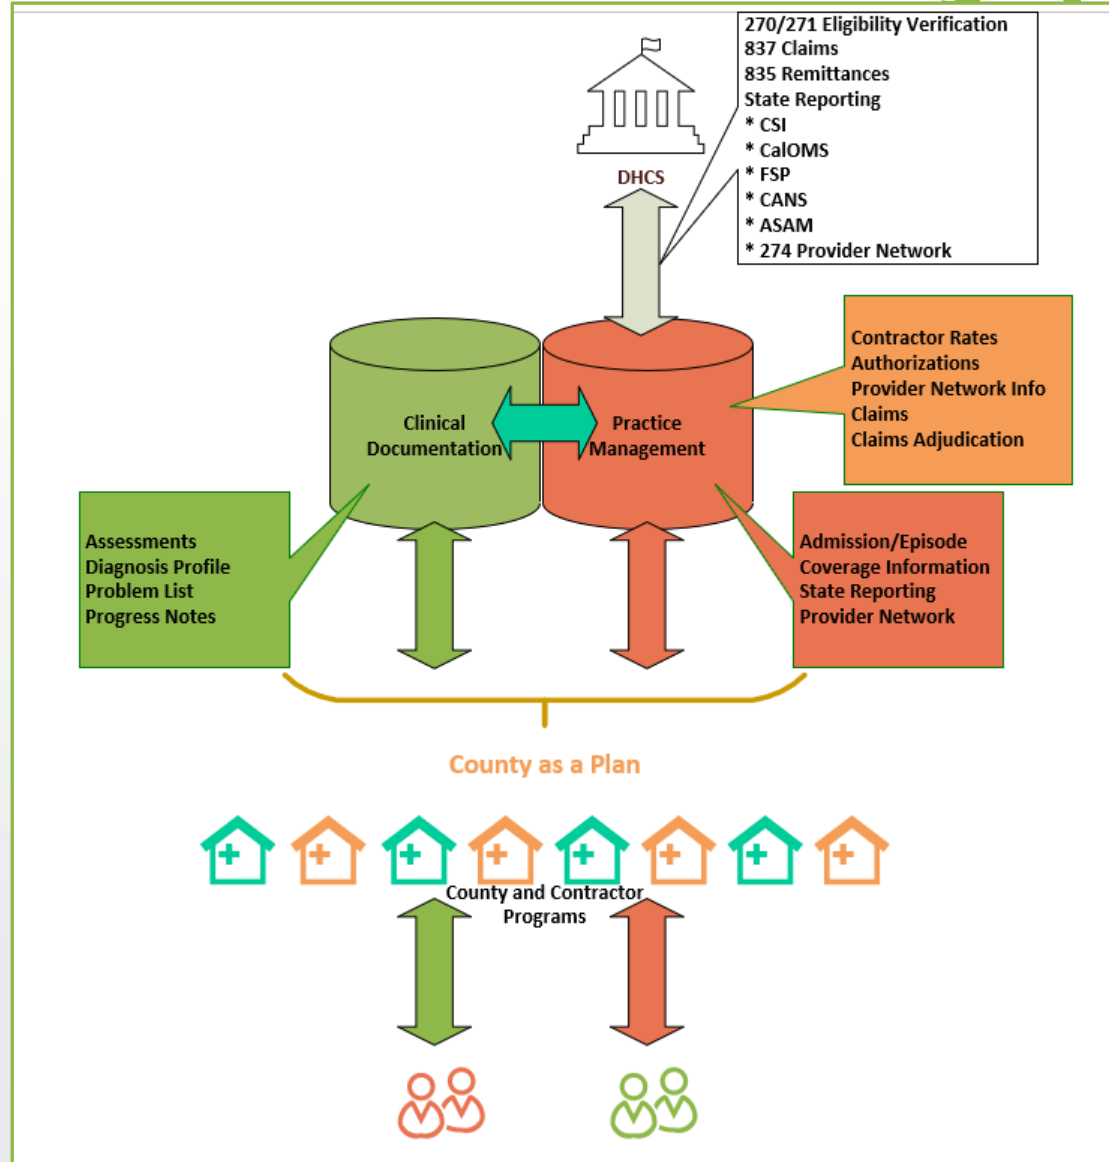 270/271 Eligibility Verification
837 Claims
835 Remittances
State Reporting
* CSI
* CalOMS
* FSP
* CANS
* ASAM
* 274 Provider Network
DHCS
Contractor Rates
Authorizations
Provider Network Info
Claims
Claims Adjudication
Clinical
Documentation
Practice
Management
Assessments
Diagnosis Profile
Problem List
Progress Notes
Admission/Episode
Coverage Information
State Reporting
Provider Network
County as a Plan
County and Contractor
Programs